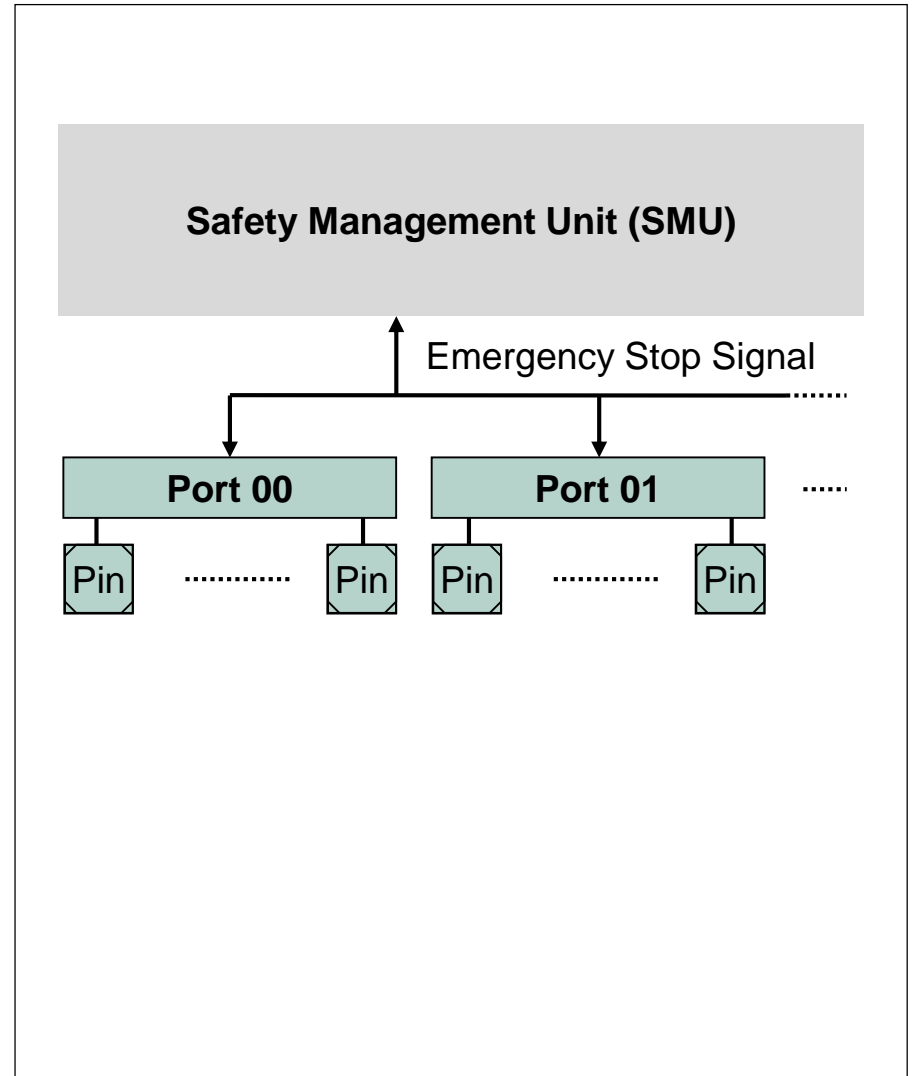 Safety Management Unit (SMU)
Emergency Stop Signal
Port 00 Port 01
Pin Pin Pin Pin